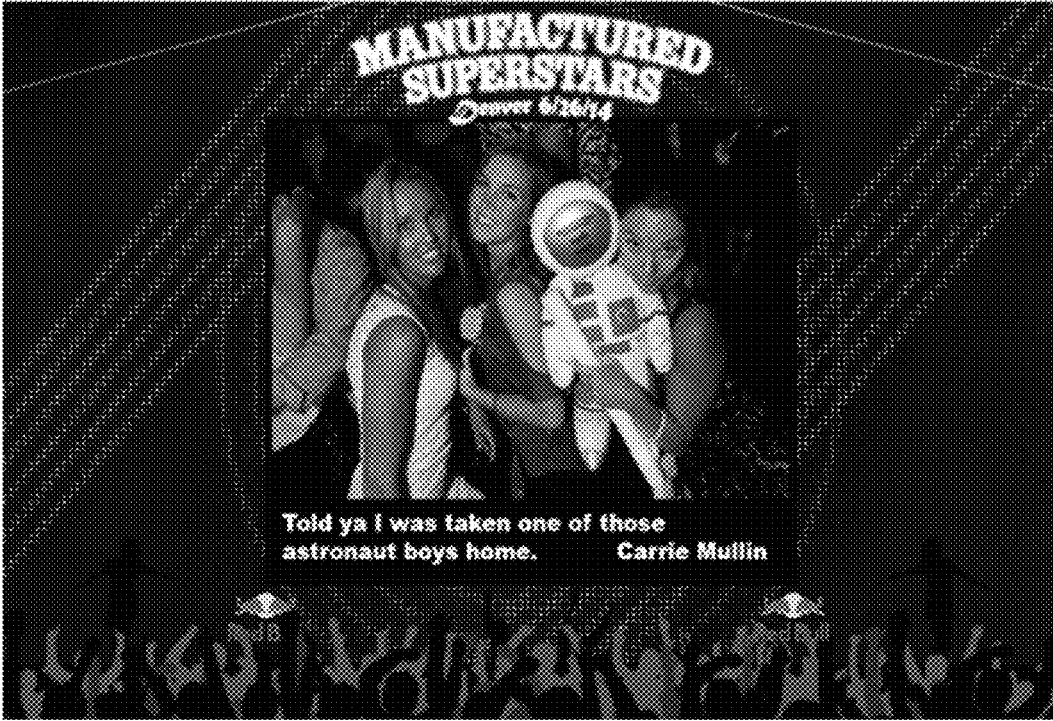 MANUFACTURED
SUPERSTARS
Denver 6/26/14
Told ya I was taken one of those
astronaut boys home.
Carrie Mullin